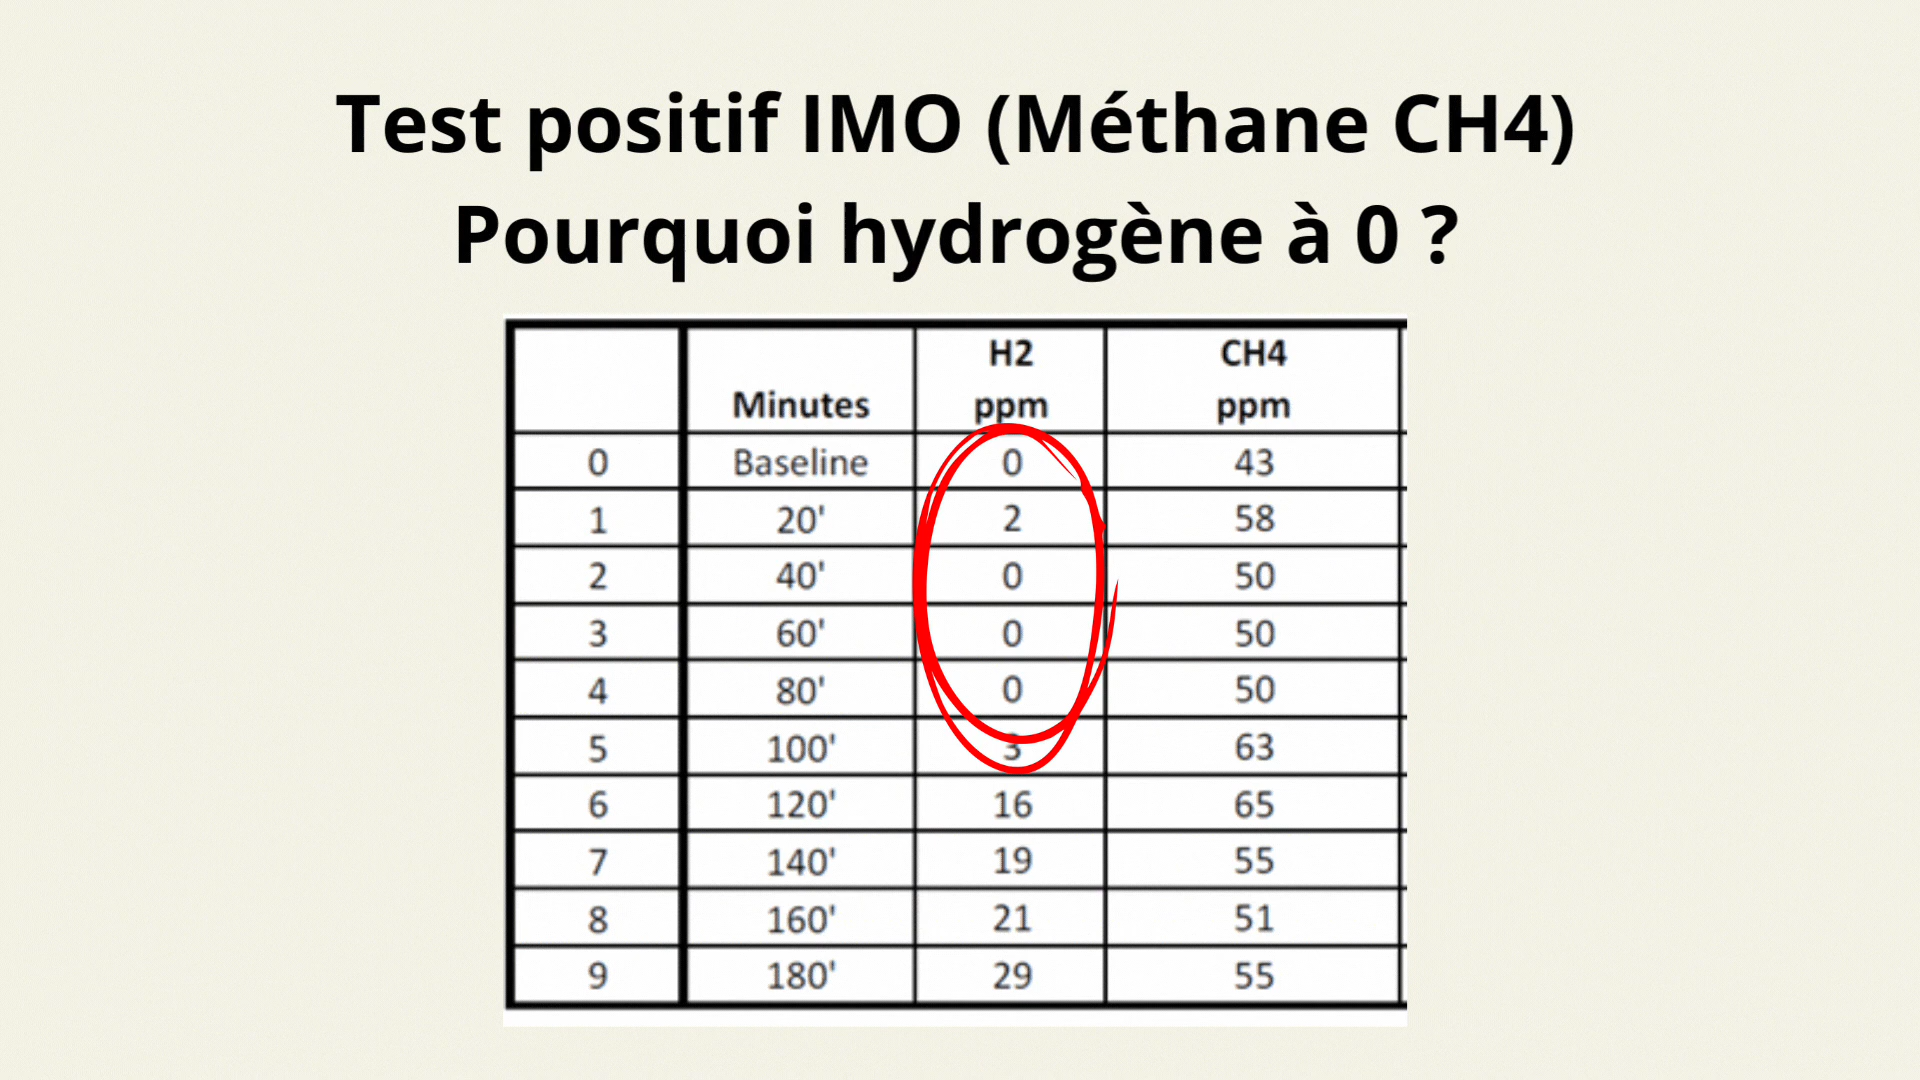 Test positif IMO (Méthane CH4)
Pourquoi hydrogène à 0 ?
Minutes H2 ppm CH4 ppm
0 Baseline 0 43
1 20' 2 58
2 40' 0 50
3 60' 0 50
4 80' 0 50
5 100' 3 63
6 120' 16 65
7 140' 19 55
8 160' 21 51
9 180' 29 55